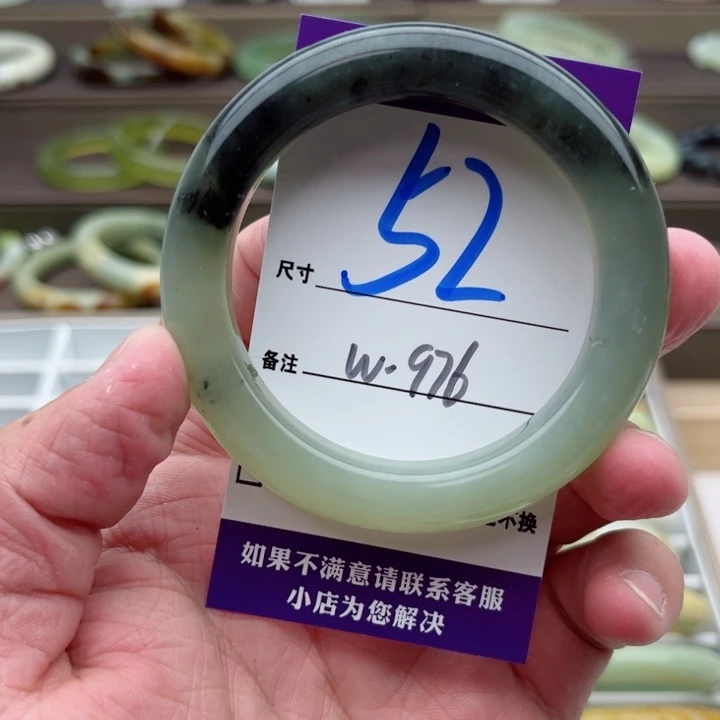 尺寸 52
备注 W.976
不换
如果不满意请联系客服
小店为您解决